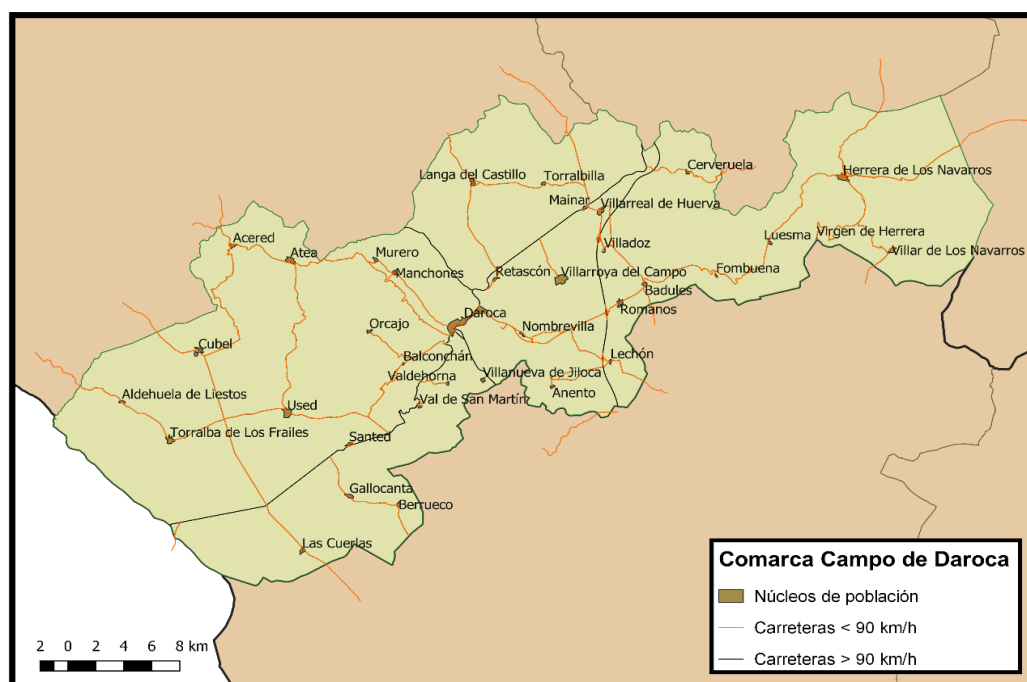 Cerveruela
Herrera de Los Navarros
Langa del Castillo
Torralbilla
Mainar
Villarreal de Huerva
Virgen de Herrera
Acered
Luesma
Villadoz
Atea
Murero
Villar de Los Navarros
Manchones
Retascón
Villarroya del Campo
Fombuena
Badules
Romanos
Daroca
Orcajo
Nombrevilla
Cubel
Balconchán
Lechón
Valdehorna
Villanueva de Jiloca
Aldehuela de Liestos
Anento
Used
Val de San Martín
Torralba de Los Frailes
Santed
Gallocanta
Berrueco
Las Cuerlas
Comarca Campo de Daroca
Núcleos de población
Carreteras < 90 km/h
Carreteras > 90 km/h
2 0 2 4 6 8 km